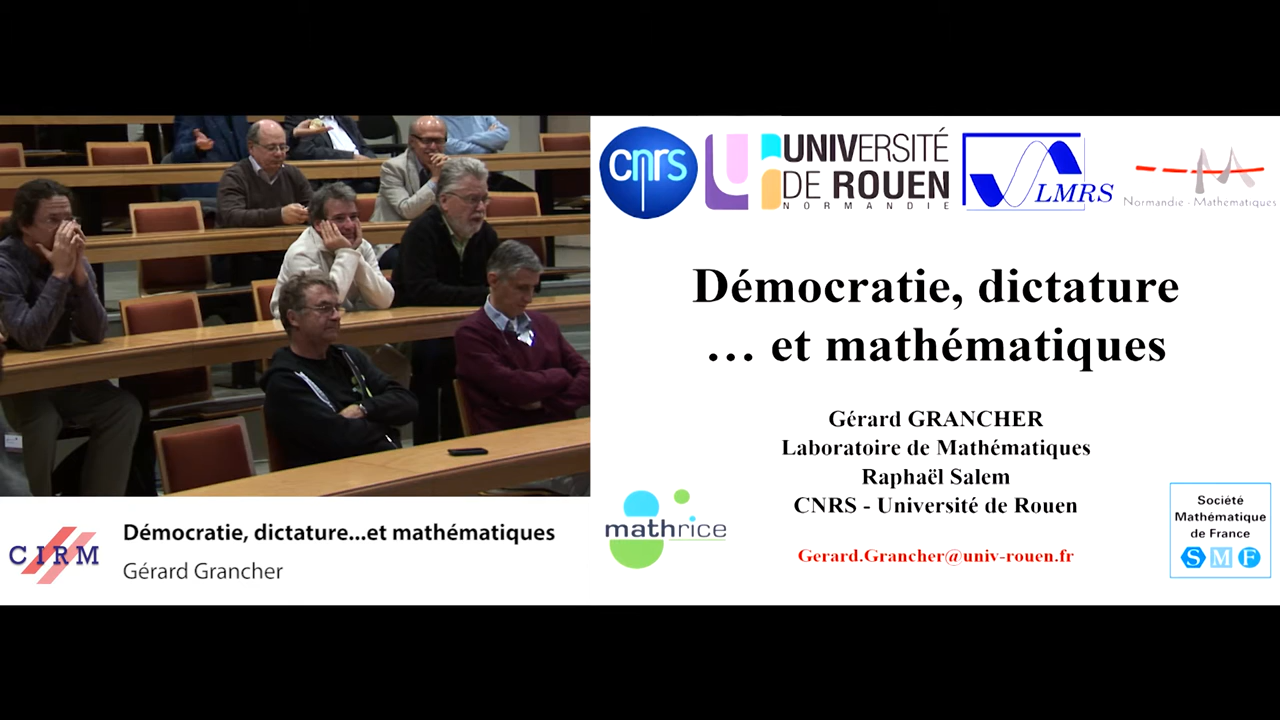 cnrs
UNIVERSITÉ
DE ROUEN
NORMANDIE
LMRS
Normandie - Mathématiques
Démocratie, dictature
… et mathématiques
Gérard GRANCHER
Laboratoire de Mathématiques
Raphaël Salem
CNRS - Université de Rouen
Gerard.Grancher@univ-rouen.fr
mathrice
Société
Mathématique
de France
SMF
CIRM
Démocratie, dictature...et mathématiques
Gérard Grancher